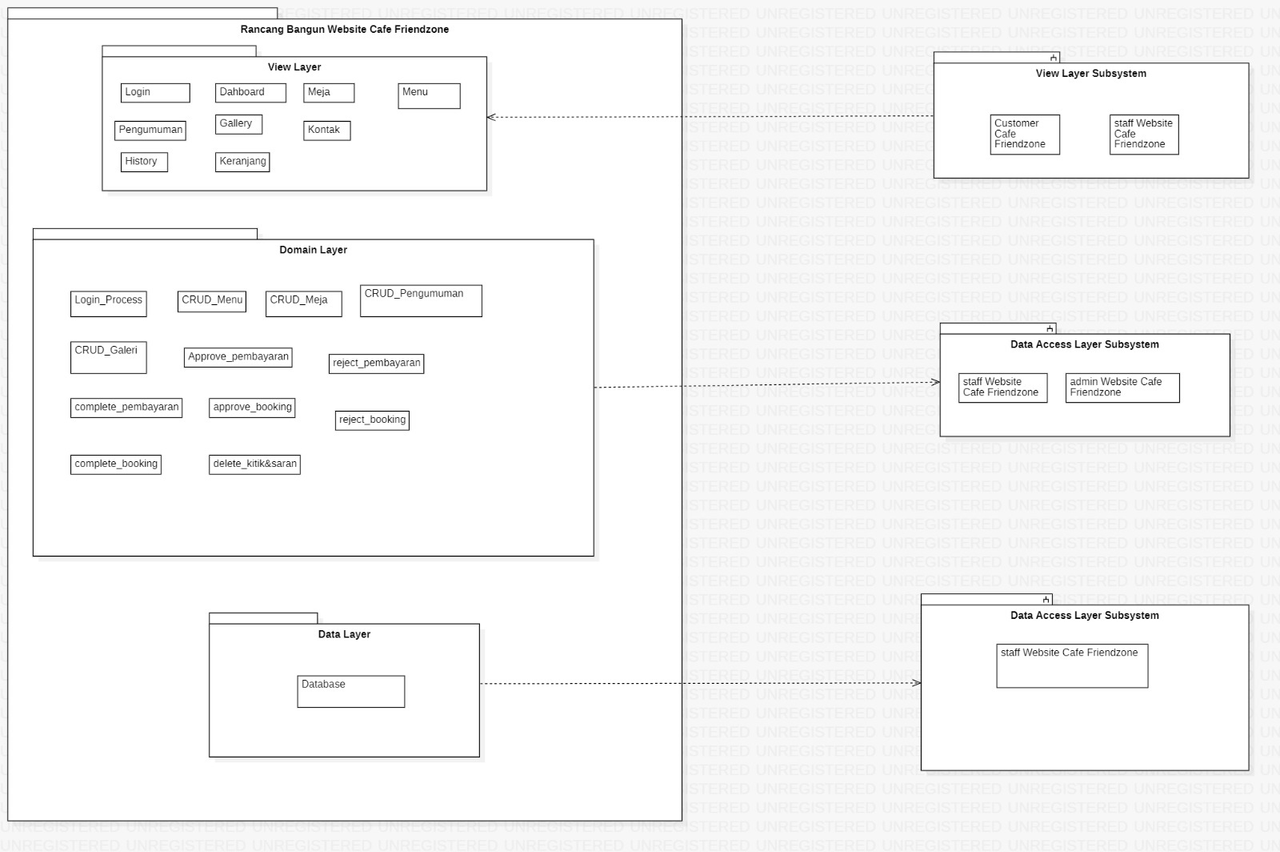 Rancang Bangun Website Cafe Friendzone
View Layer
Login
Dahboard
Meja
Menu
Pengumuman
Gallery
Kontak
History
Keranjang
Domain Layer
Login_Process
CRUD_Menu
CRUD_Meja
CRUD_Pengumuman
CRUD_Galeri
Approve_pembayaran
reject_pembayaran
complete_pembayaran
approve_booking
reject_booking
complete_booking
delete_kitik&saran
Data Layer
Database
View Layer Subsystem
Customer
Cafe
Friendzone
staff Website
Cafe
Friendzone
Data Access Layer Subsystem
staff Website
Cafe Friendzone
admin Website Cafe
Friendzone
Data Access Layer Subsystem
staff Website Cafe Friendzone
UNREGISTERED